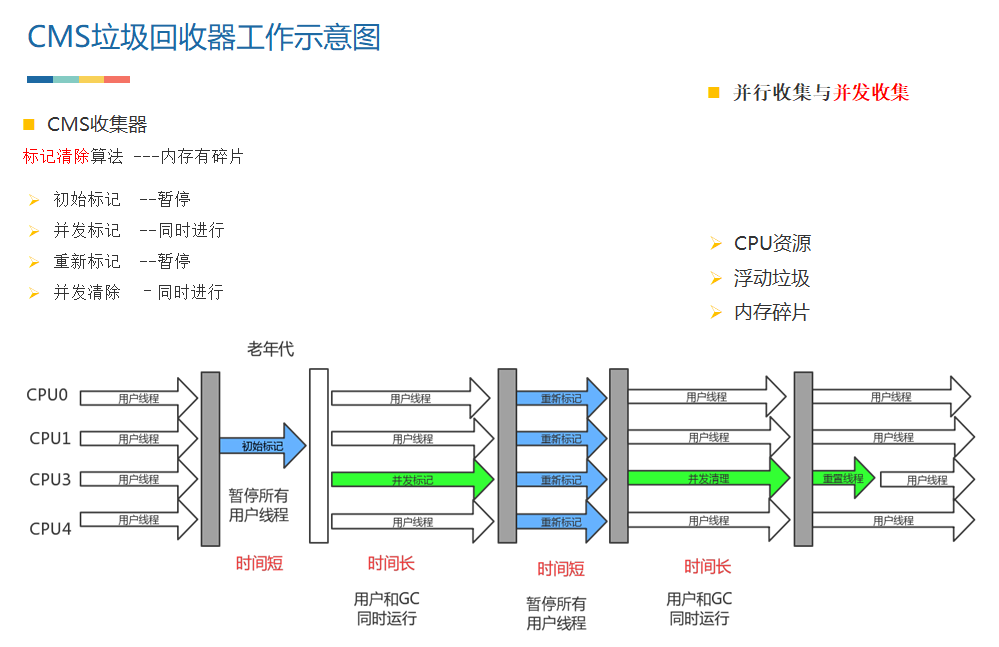 CMS垃圾回收器工作示意图
并行收集与并发收集
CMS收集器
标记清除算法 ---内存有碎片
初始标记 --暂停
并发标记 --同时进行
重新标记 --暂停
并发清除 -同时进行
CPU资源
浮动垃圾
内存碎片
老年代
CPU0 用户线程 用户线程 重新标记 用户线程 用户线程
CPU1 用户线程 初始标记 用户线程 重新标记 用户线程 用户线程
CPU3 用户线程 并发标记 重新标记 并发清理 重置线程 用户线程
CPU4 用户线程 用户线程 重新标记 用户线程 用户线程
暂停所有
用户线程
时间短 时间长 时间短 时间长
用户和GC
同时运行
暂停所有
用户线程
用户和GC
同时运行